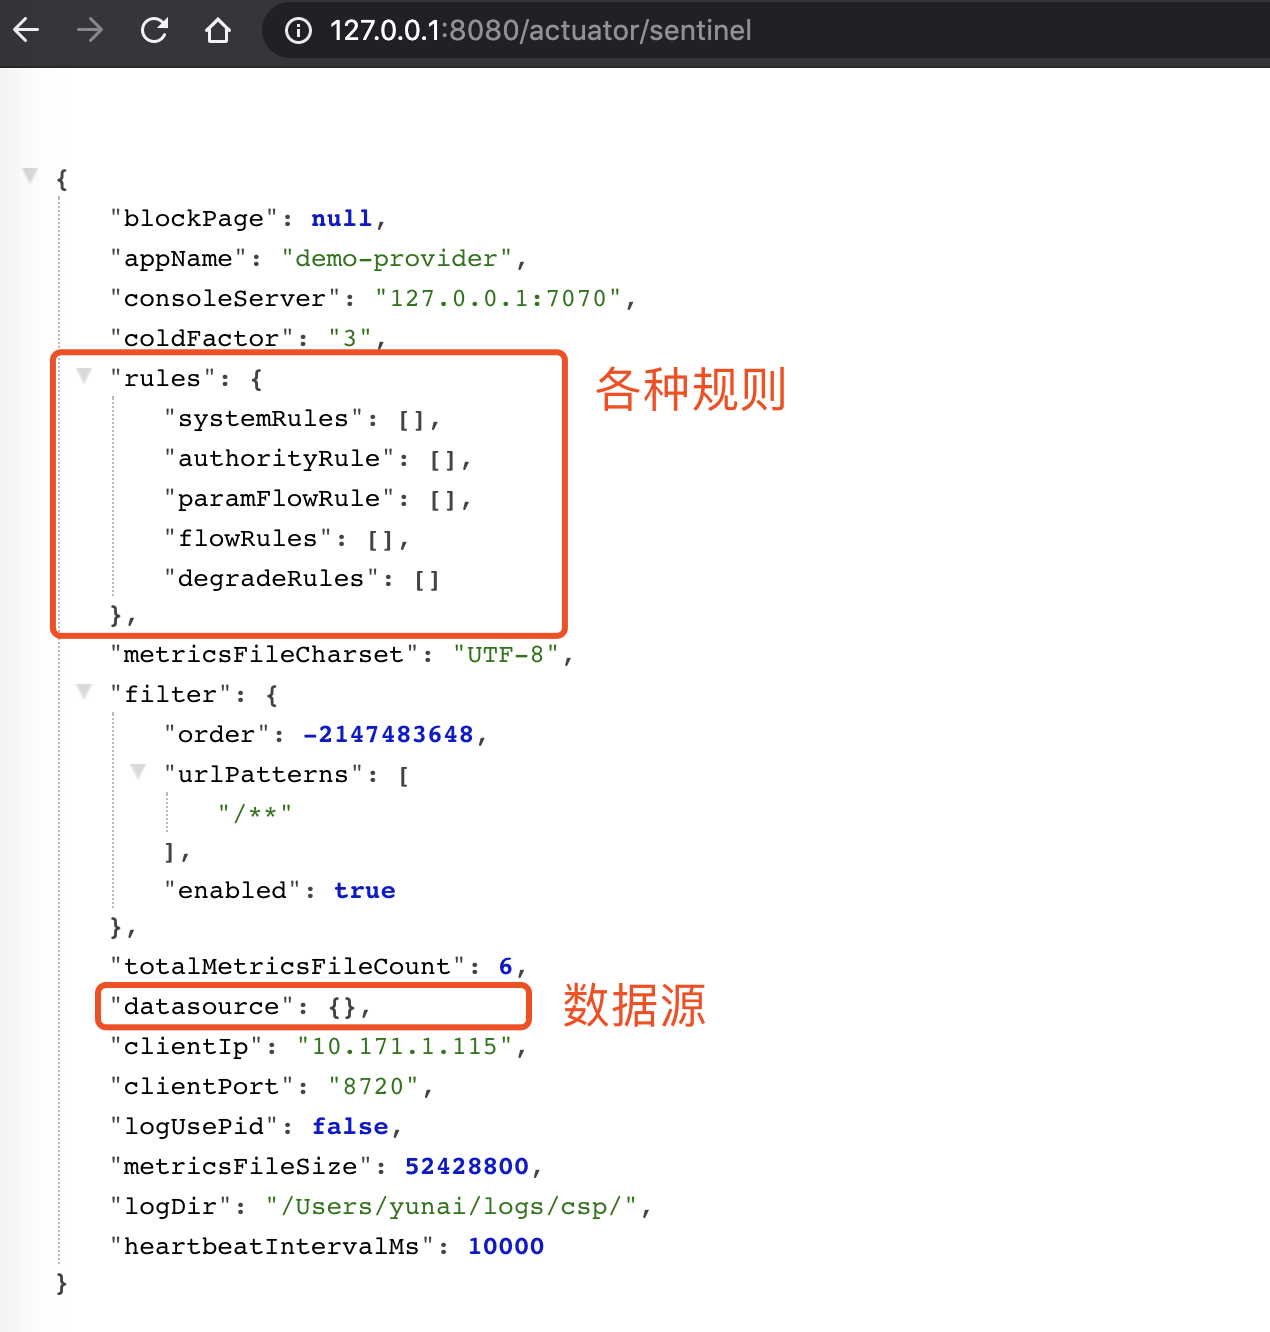 127.0.0.1:8080/actuator/sentinel
{
"blockPage": null,
"appName": "demo-provider",
"consoleServer": "127.0.0.1:7070",
"coldFactor": "3",
"rules": {
各种规则
"systemRules": [],
"authorityRule": [],
"paramFlowRule": [],
"flowRules": [],
"degradeRules": []
},
"metricsFileCharset": "UTF-8",
"filter": {
"order": -2147483648,
"urlPatterns": [
"/**"
],
"enabled": true
},
"totalMetricsFileCount": 6,
"datasource": {},
数据源
"clientIp": "10.171.1.115",
"clientPort": "8720",
"logUsePid": false,
"metricsFileSize": 52428800,
"logDir": "/Users/yunai/logs/csp/",
"heartbeatIntervalMs": 10000
}